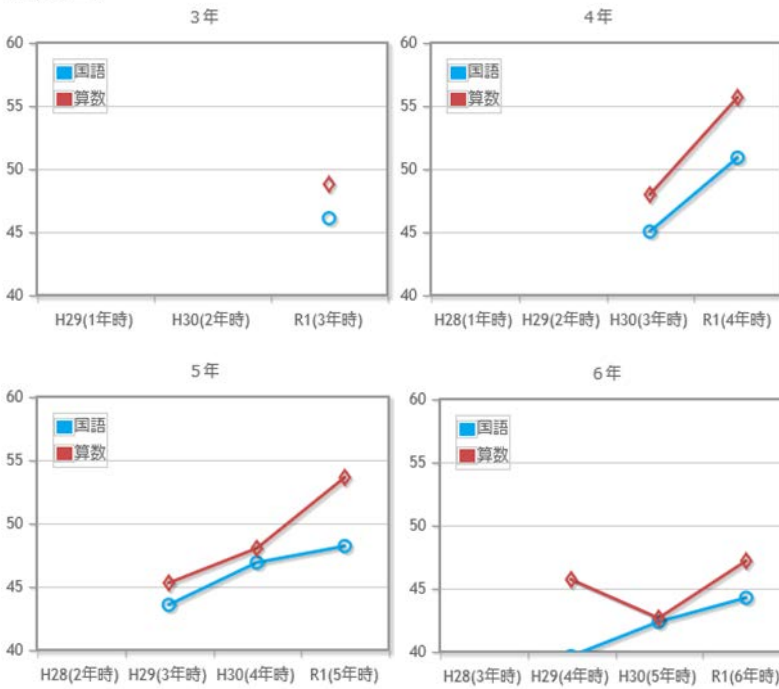 3年
60
国語
算数
55
50
45
40
H29(1年時) H30(2年時) R1(3年時)
4年
60
国語
算数
55
50
45
40
H28(1年時) H29(2年時) H30(3年時) R1(4年時)
5年
60
国語
算数
55
50
45
40
H28(2年時) H29(3年時) H30(4年時) R1(5年時)
6年
60
国語
算数
55
50
45
40
H28(3年時) H29(4年時) H30(5年時) R1(6年時)